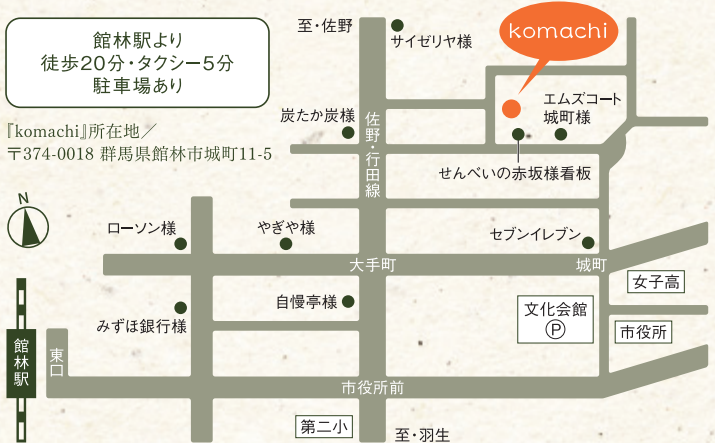 館林駅より
徒歩20分・タクシー5分
駐車場あり
『komachi』所在地／
〒374-0018 群馬県館林市城町11-5
至・佐野
サイゼリヤ様
komachi
炭たか炭様
エムズコート
城町様
佐野・行田線
せんべいの赤坂様看板
N
ローソン様
やぎや様
セブンイレブン
大手町
城町
女子高
自慢亭様
文化会館
P
みずほ銀行様
市役所
館林駅
東口
市役所前
第二小
至・羽生